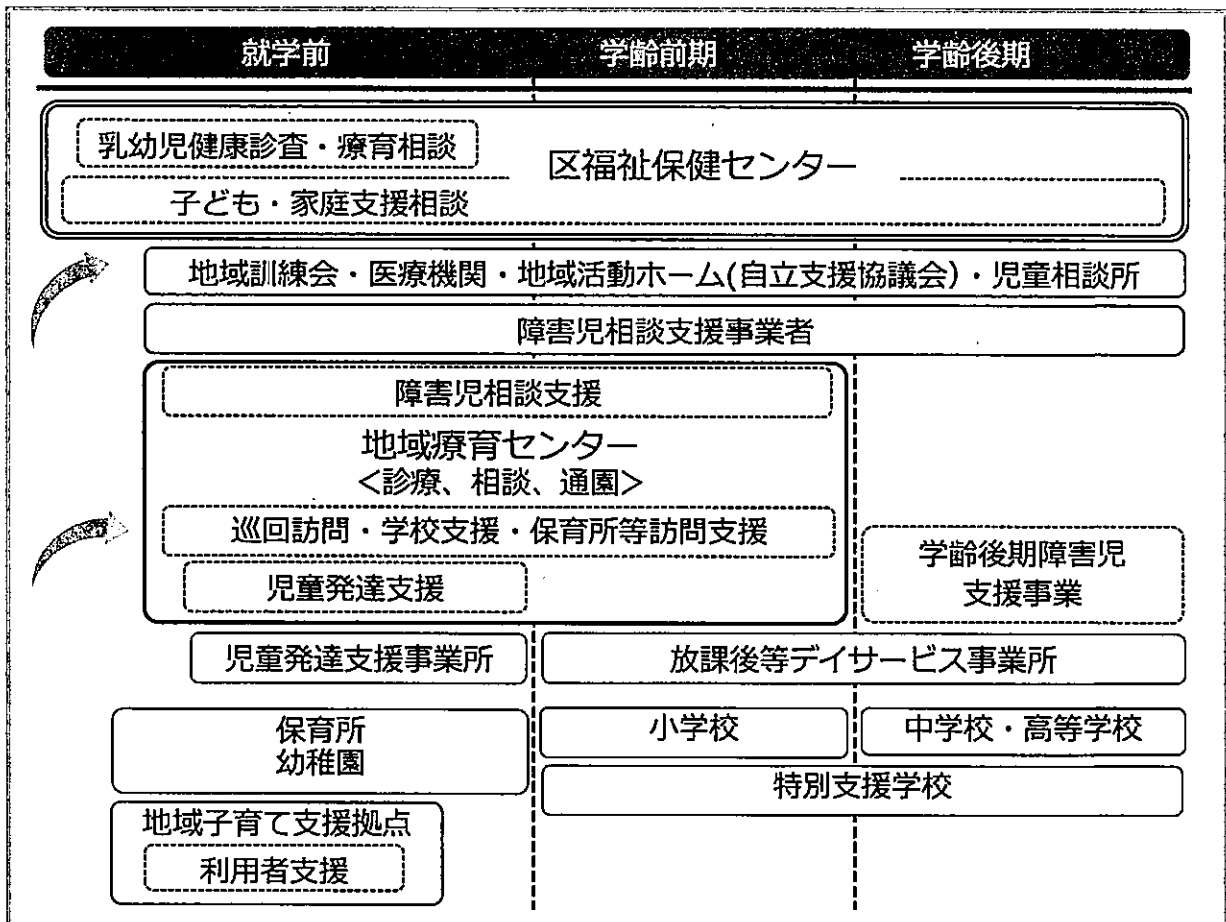 就学前 学齢前期 学齢後期
乳幼児健康診査・療育相談
区福祉保健センター
子ども・家庭支援相談
地域訓練会・医療機関・地域活動ホーム(自立支援協議会)・児童相談所
障害児相談支援事業者
障害児相談支援
地域療育センター
<診療、相談、通園>
巡回訪問・学校支援・保育所等訪問支援
児童発達支援
学齢後期障害児
支援事業
児童発達支援事業所 放課後等デイサービス事業所
保育所
幼稚園
小学校 中学校・高等学校
特別支援学校
地域子育て支援拠点
利用者支援